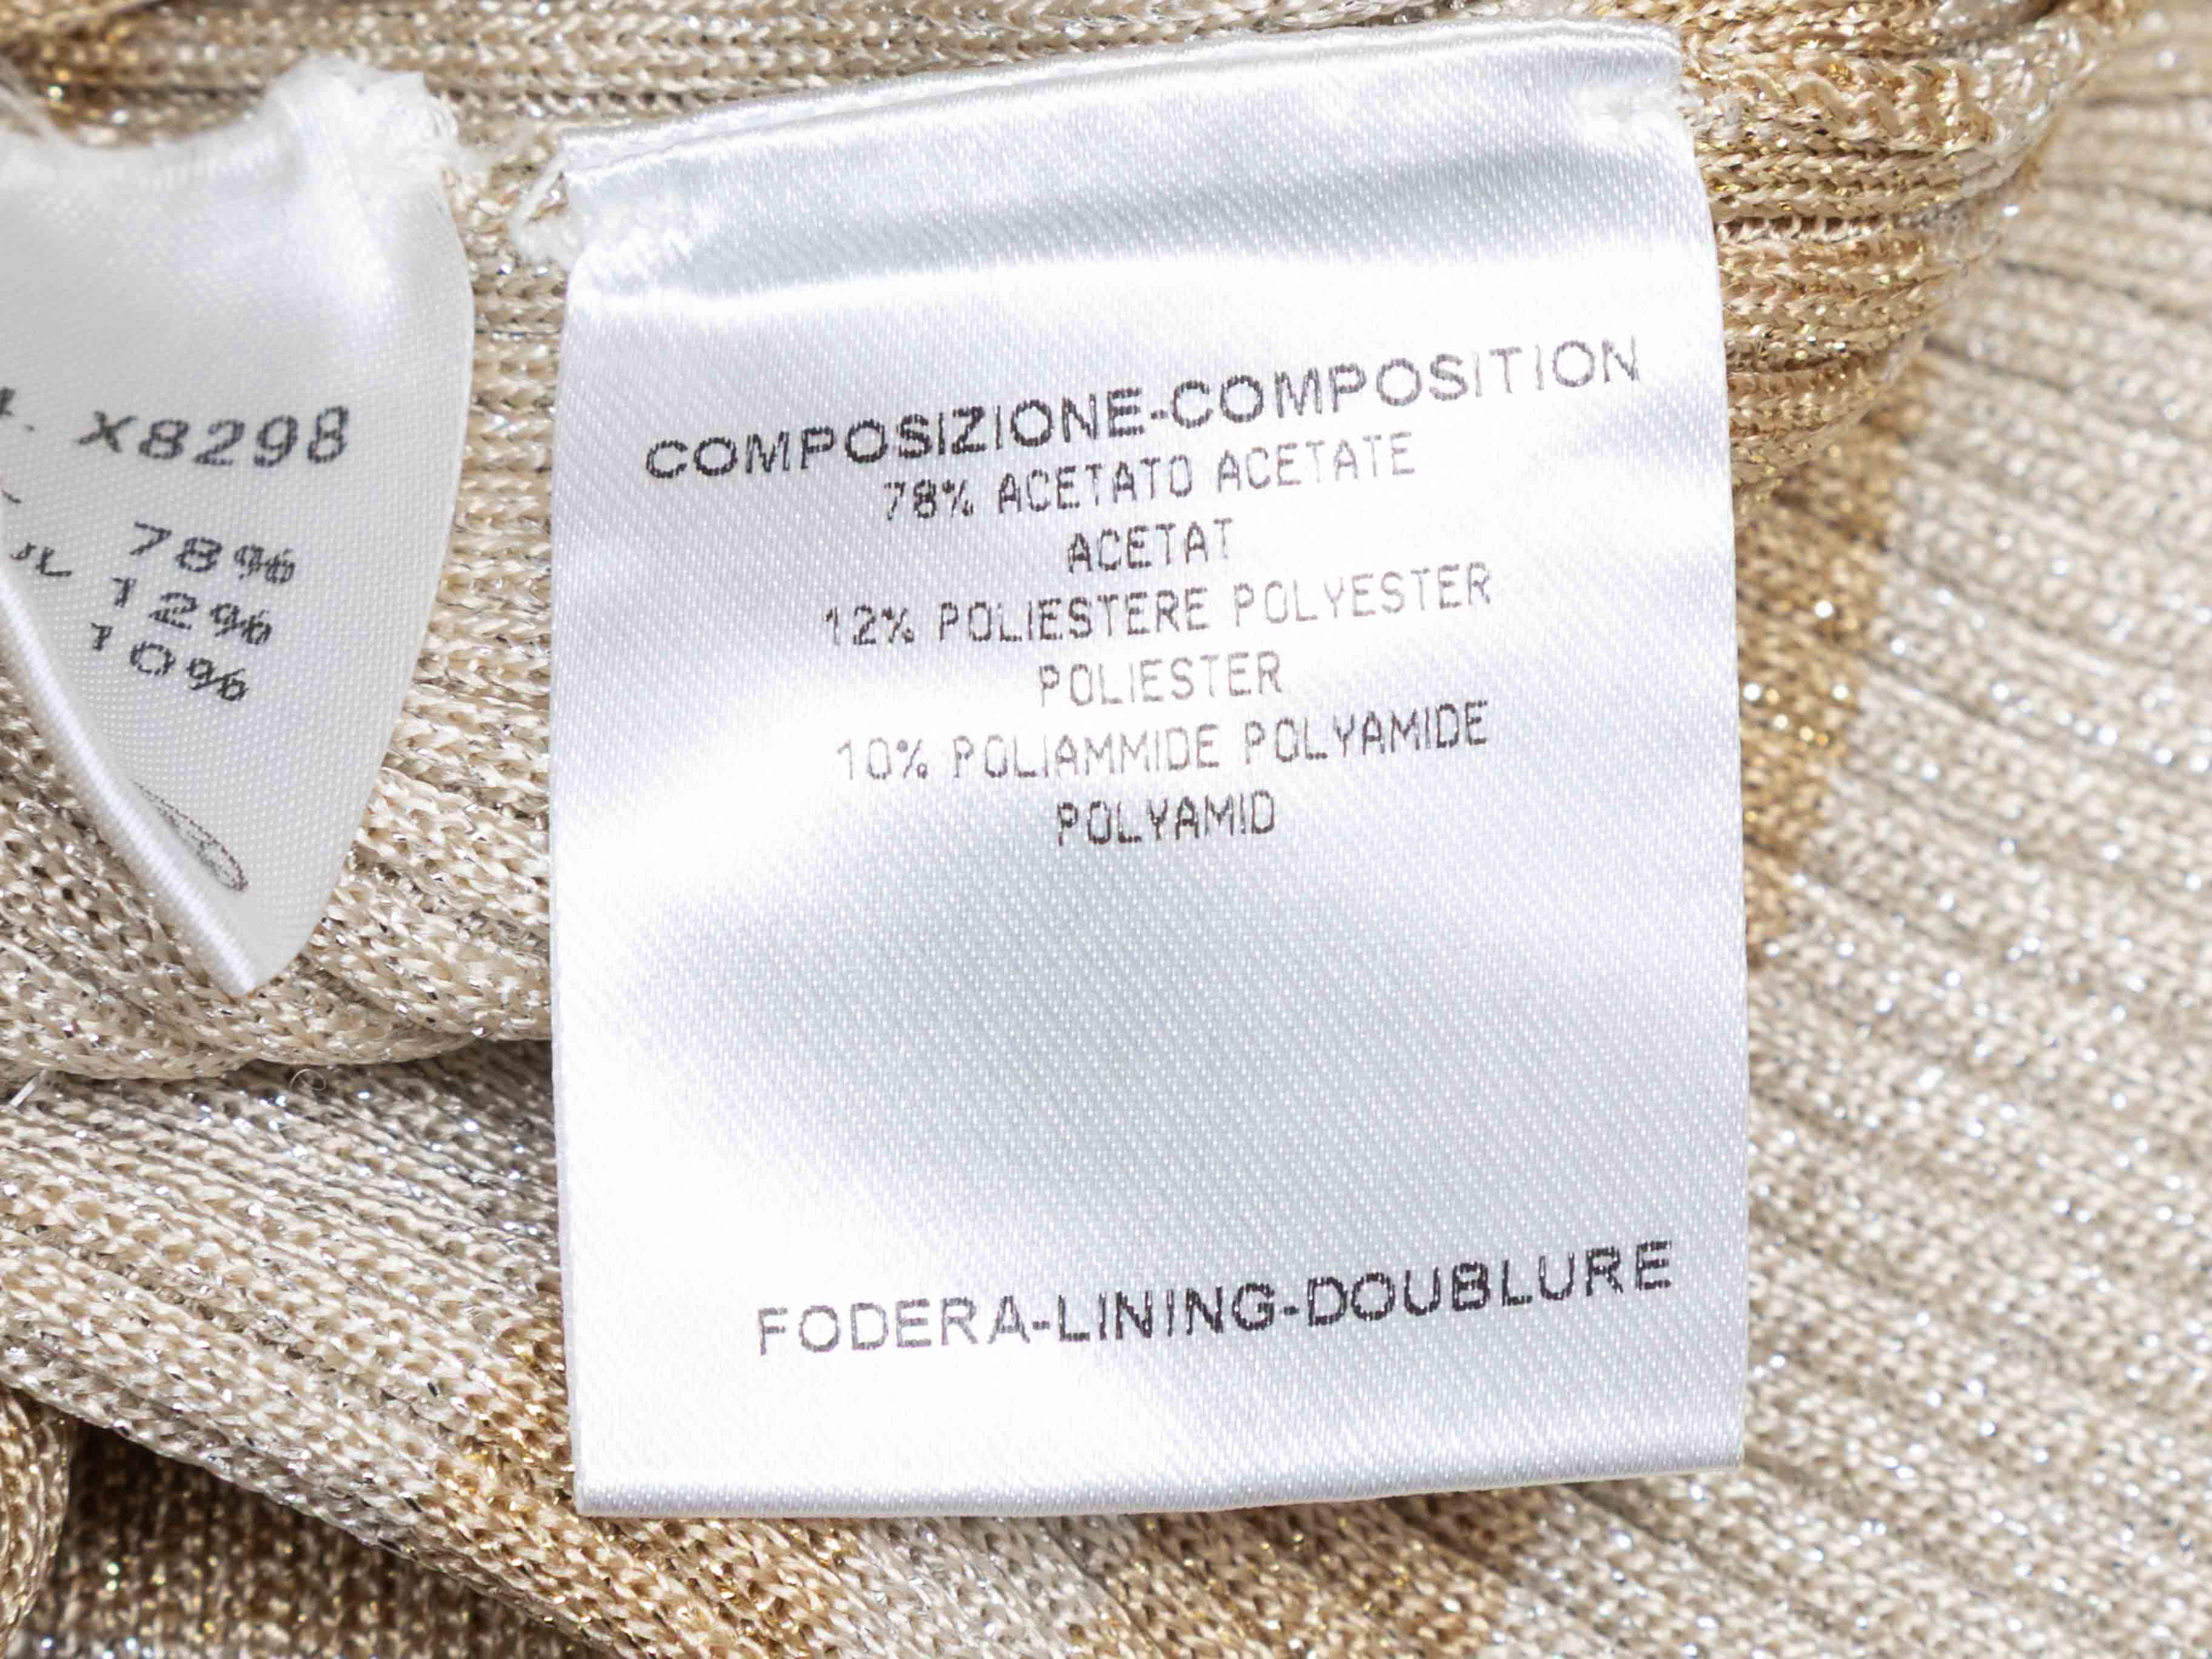 X8298
78%
12%
10%
COMPOSIZIONE-COMPOSITION
78% ACETATO ACETATE
ACETAT
12% POLIESTERE POLYESTER
POLIESTER
10% POLIAMMIDE POLYAMIDE
POLYAMID
FODERA-LINING-DOUBLURE